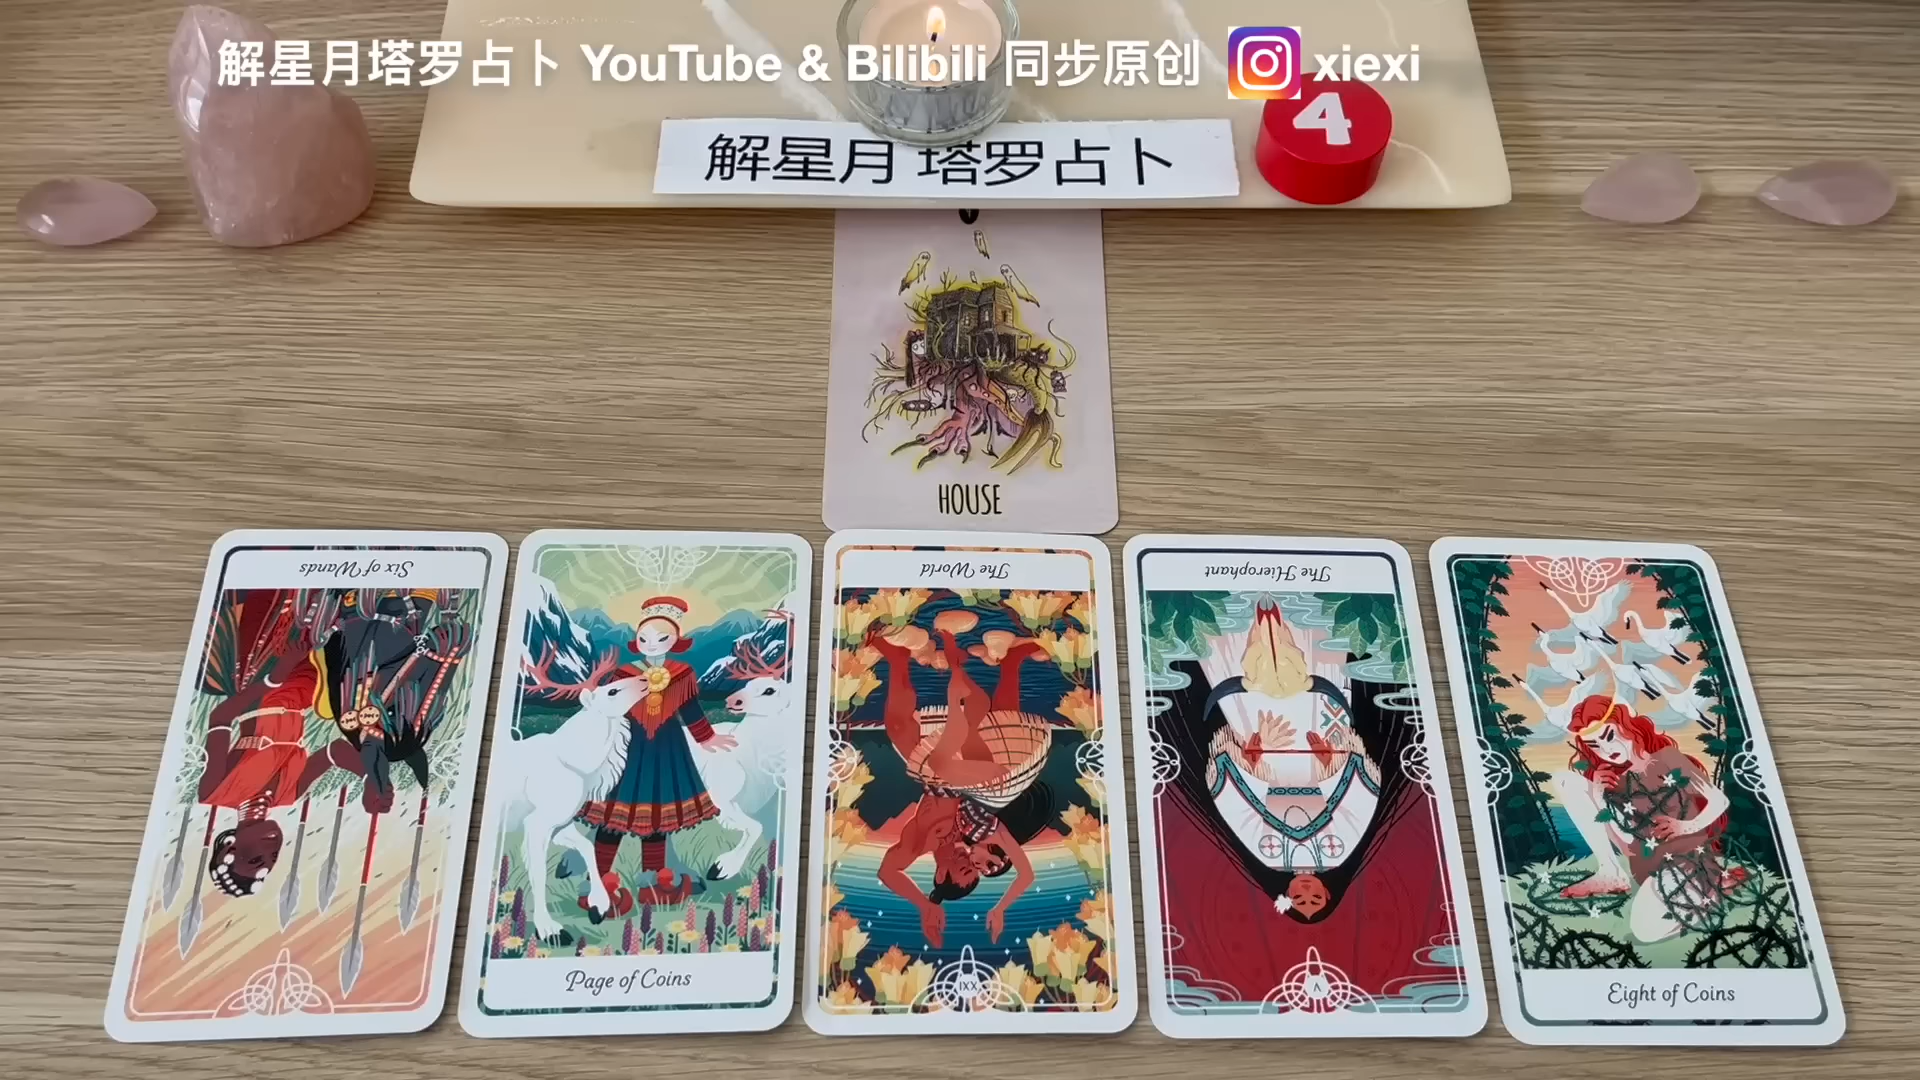 解星月塔罗占卜 YouTube & Bilibili 同步原创 xiexi
4
解星月 塔罗占卜
HOUSE
Six of Wands
Page of Coins
The World
XXI
The Hierophant
V
Eight of Coins